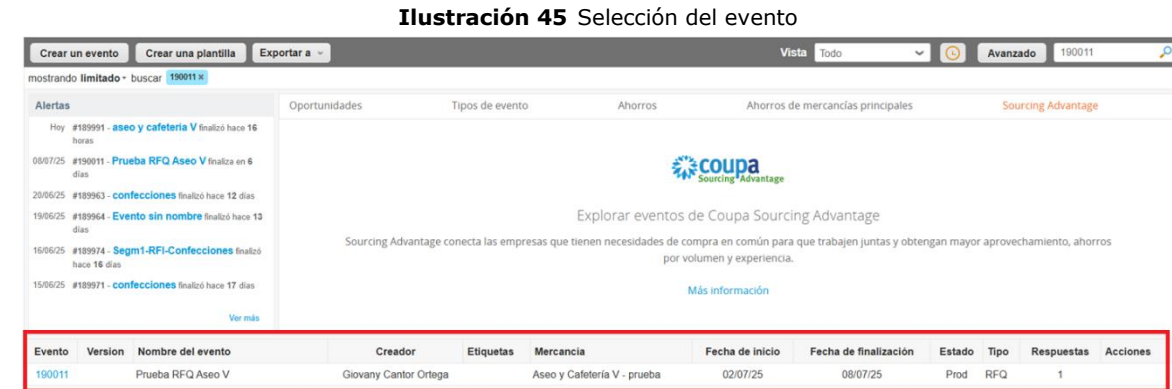 Ilustración 45 Selección del evento
Crear un evento Crear una plantilla Exportar a Vista Todo Avanzado 190011
mostrando limitado buscar 190011 x
Alertas
Hoy #189991 - aseo y cafeteria V finalizó hace 16
horas
08/07/25 #190011 - Prueba RFQ Aseo V finaliza en 6
días
20/06/25 #189963 - confecciones finalizó hace 12 días
19/06/25 #189964 - Evento sin nombre finalizó hace 13
días
16/06/25 #189974 - Segm1-RFI-Confecciones finalizó
hace 16 días
15/06/25 #189971 - confecciones finalizó hace 17 días
Ver más
Oportunidades Tipos de evento Ahorros Ahorros de mercancías principales Sourcing Advantage
coupa
Sourcing Advantage
Explorar eventos de Coupa Sourcing Advantage
Sourcing Advantage conecta las empresas que tienen necesidades de compra en común para que trabajen juntas y obtengan mayor aprovechamiento, ahorros
por volumen y experiencia.
Más información
Evento Version Nombre del evento Creador Etiquetas Mercancia Fecha de inicio Fecha de finalización Estado Tipo Respuestas Acciones
190011 Prueba RFQ Aseo V Giovany Cantor Ortega Aseo y Cafetería V - prueba 02/07/25 08/07/25 Prod RFQ 1